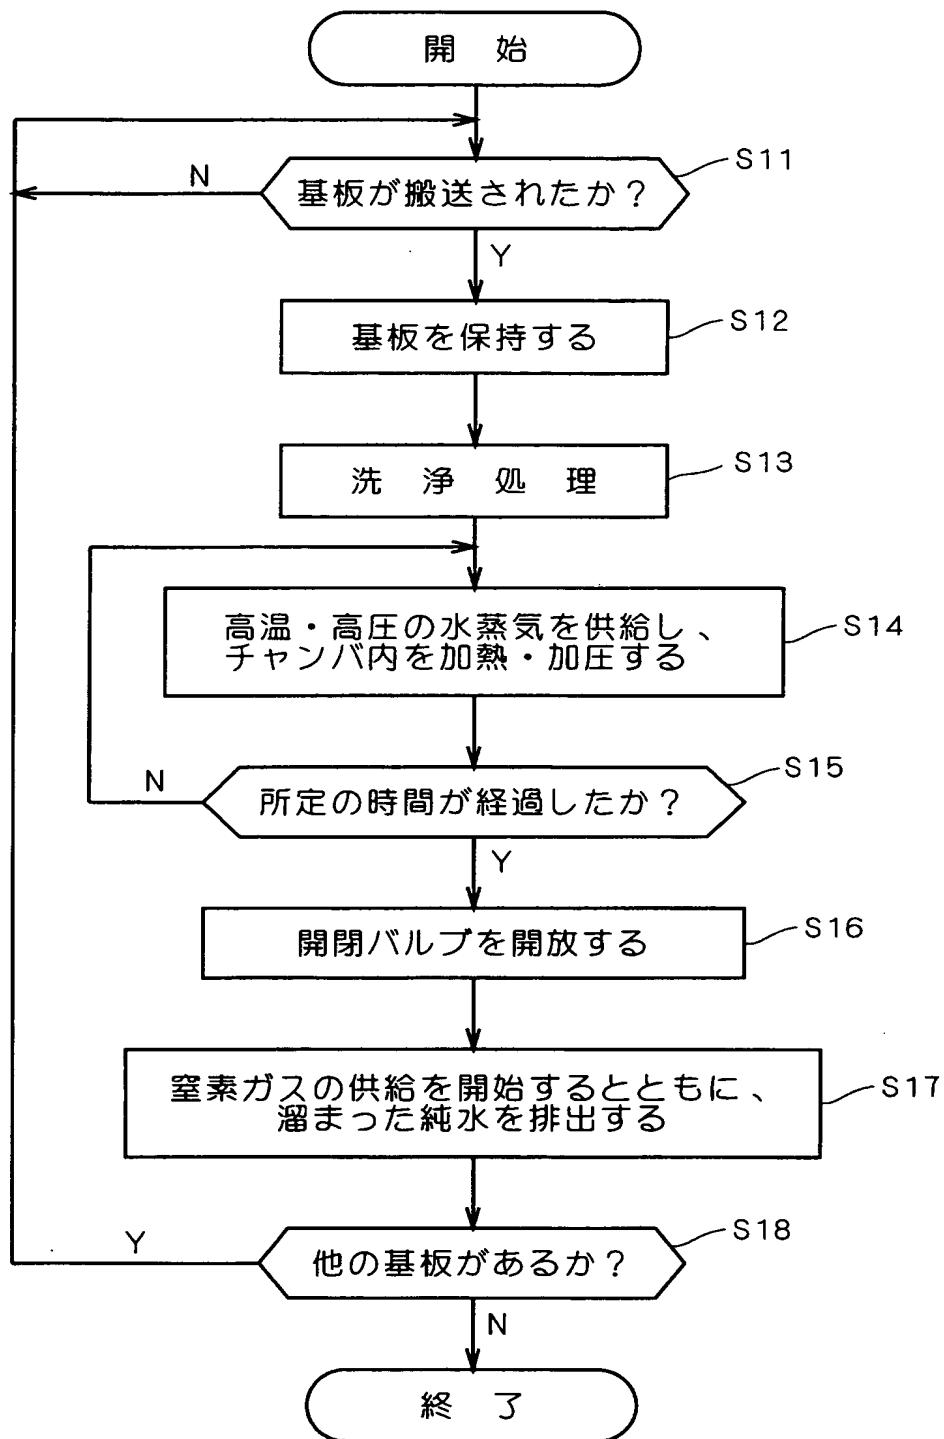 開始
S11
N
基板が搬送されたか？
Y
S12
基板を保持する
S13
洗浄処理
S14
高温・高圧の水蒸気を供給し、
チャンバ内を加熱・加圧する
S15
N
所定の時間が経過したか？
Y
S16
開閉バルブを開放する
S17
窒素ガスの供給を開始するとともに、
溜まった純水を排出する
S18
Y
他の基板があるか？
N
終了